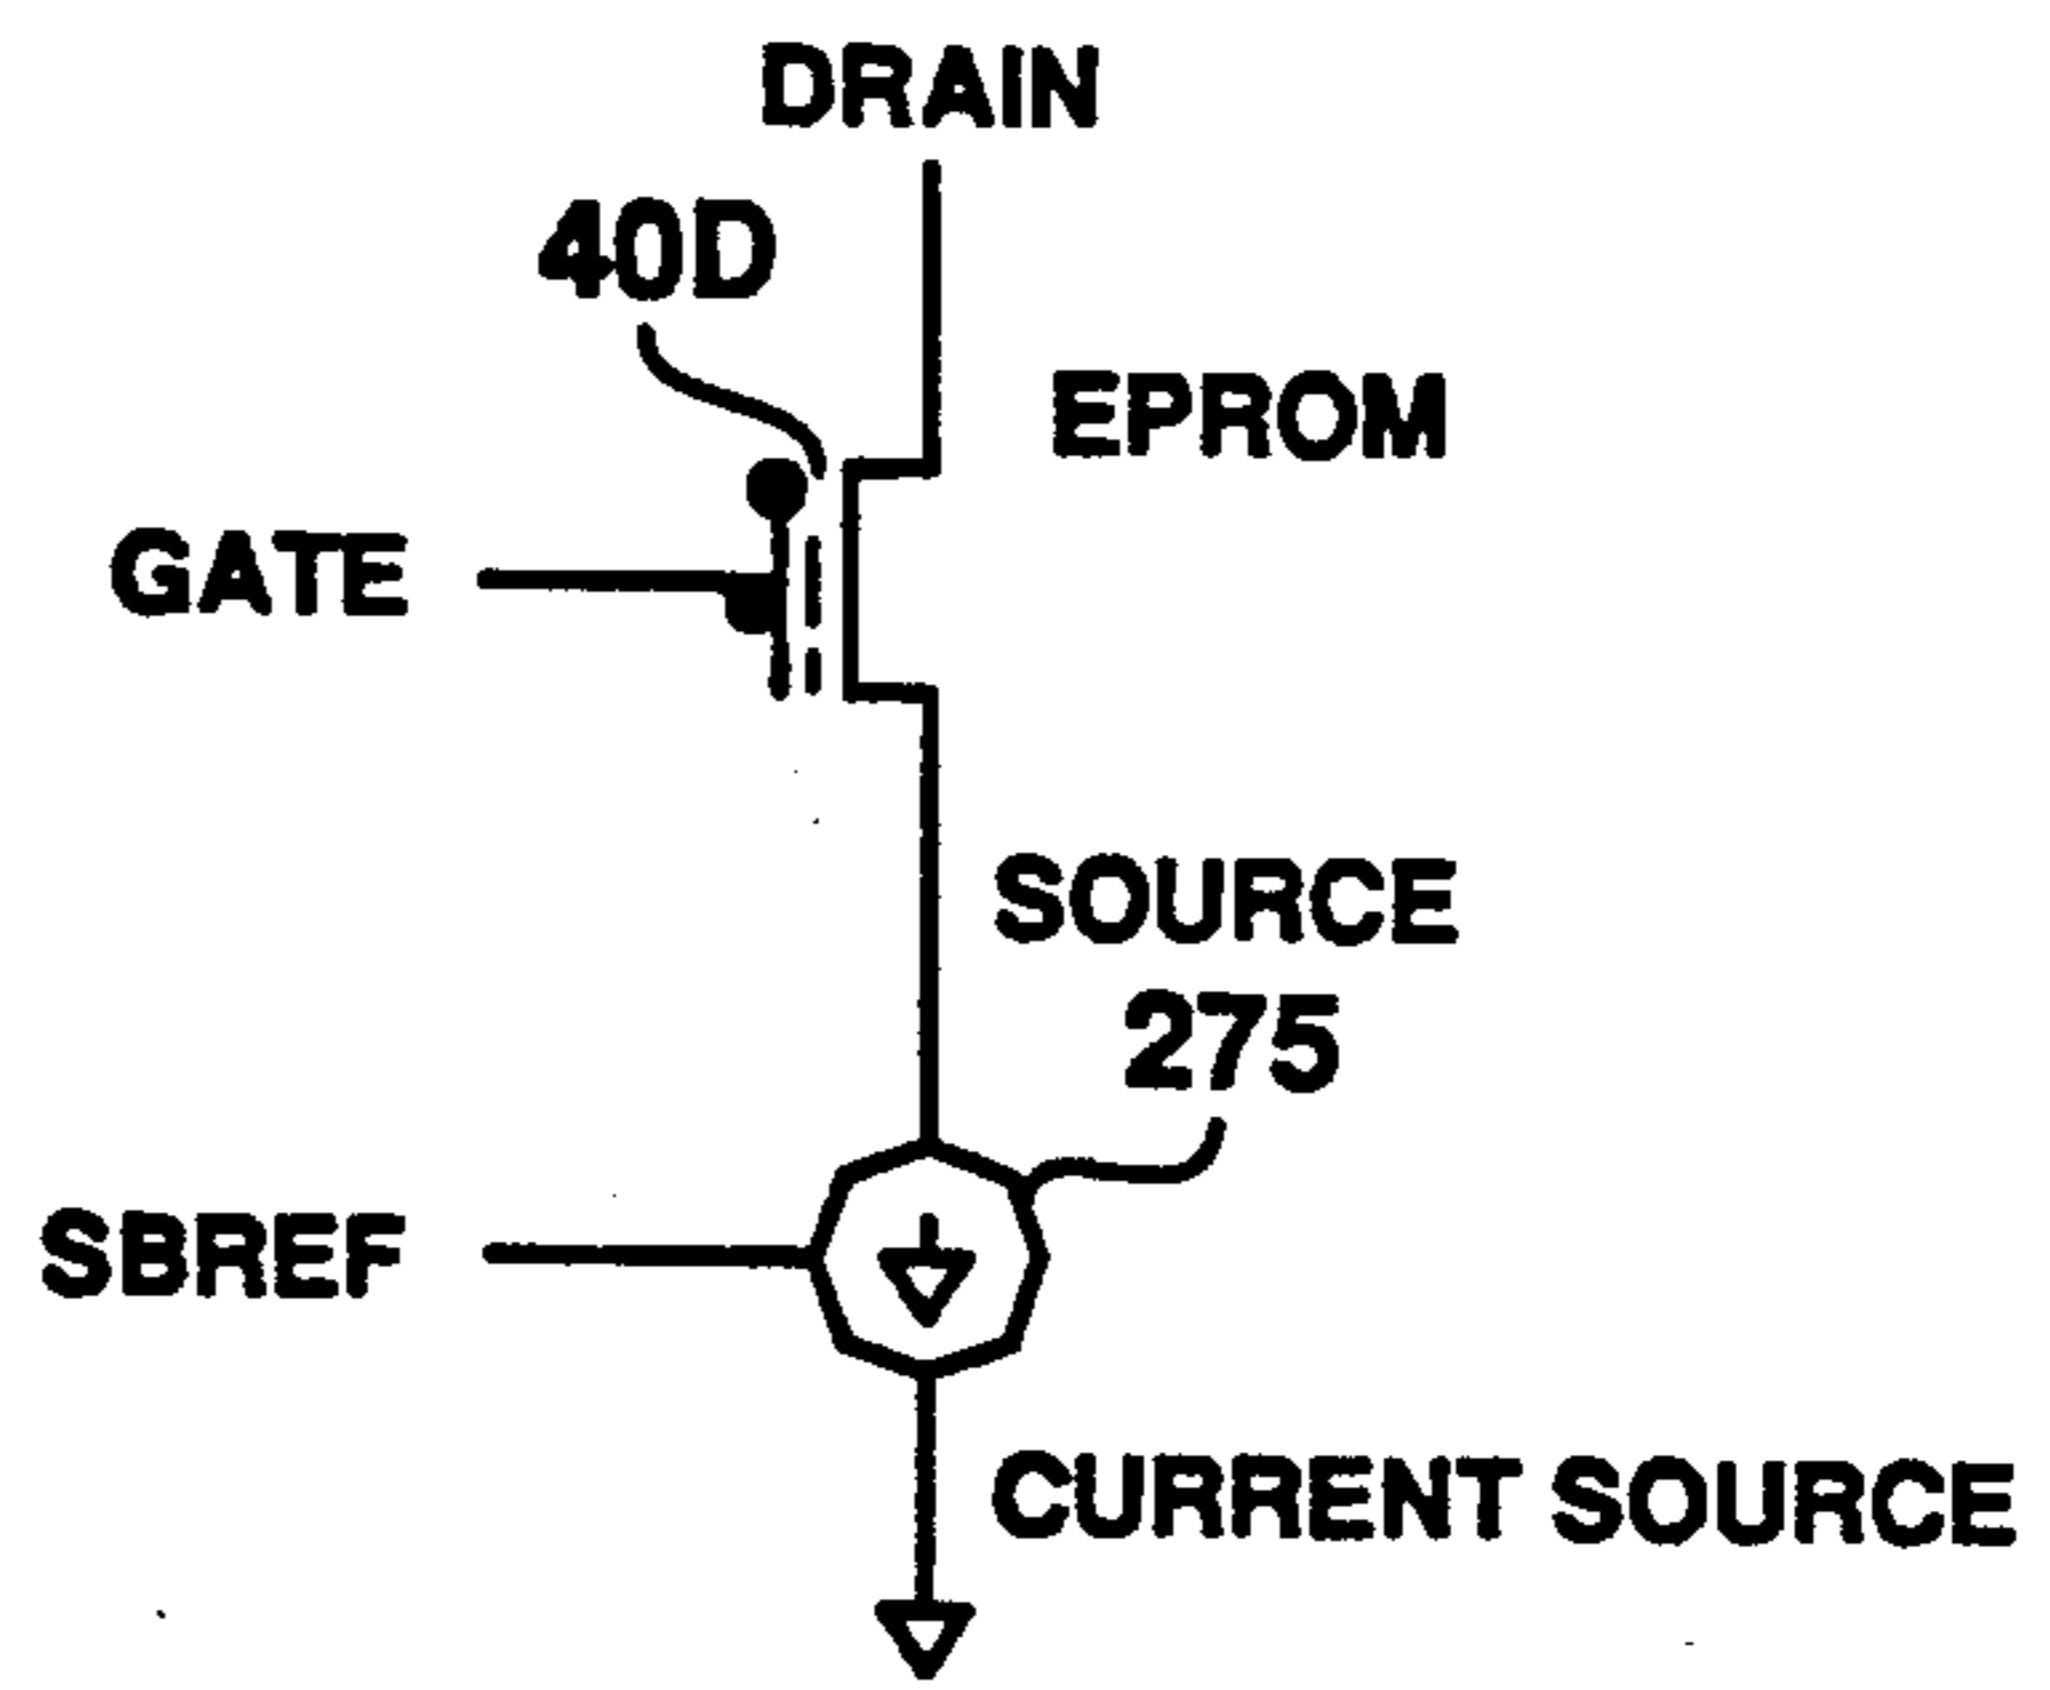 DRAIN
40D
EPROM
GATE
SOURCE
275
SBREF
CURRENT SOURCE